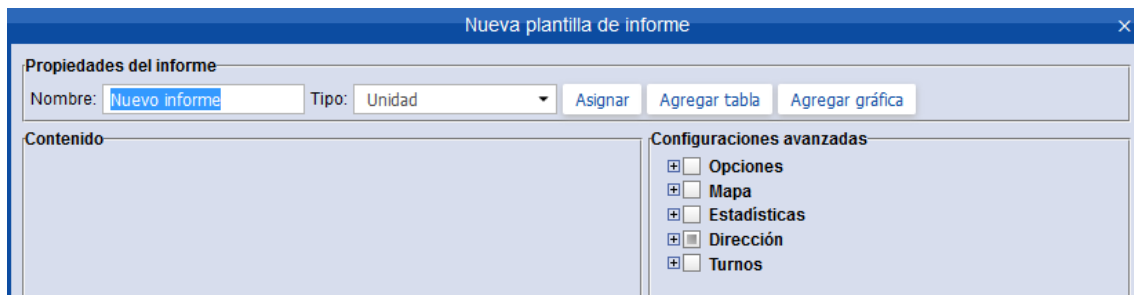 Nueva plantilla de informe
Propiedades del informe
Nombre: Nuevo informe Tipo: Unidad Asignar Agregar tabla Agregar gráfica
Contenido
Configuraciones avanzadas
Opciones
Mapa
Estadísticas
Dirección
Turnos